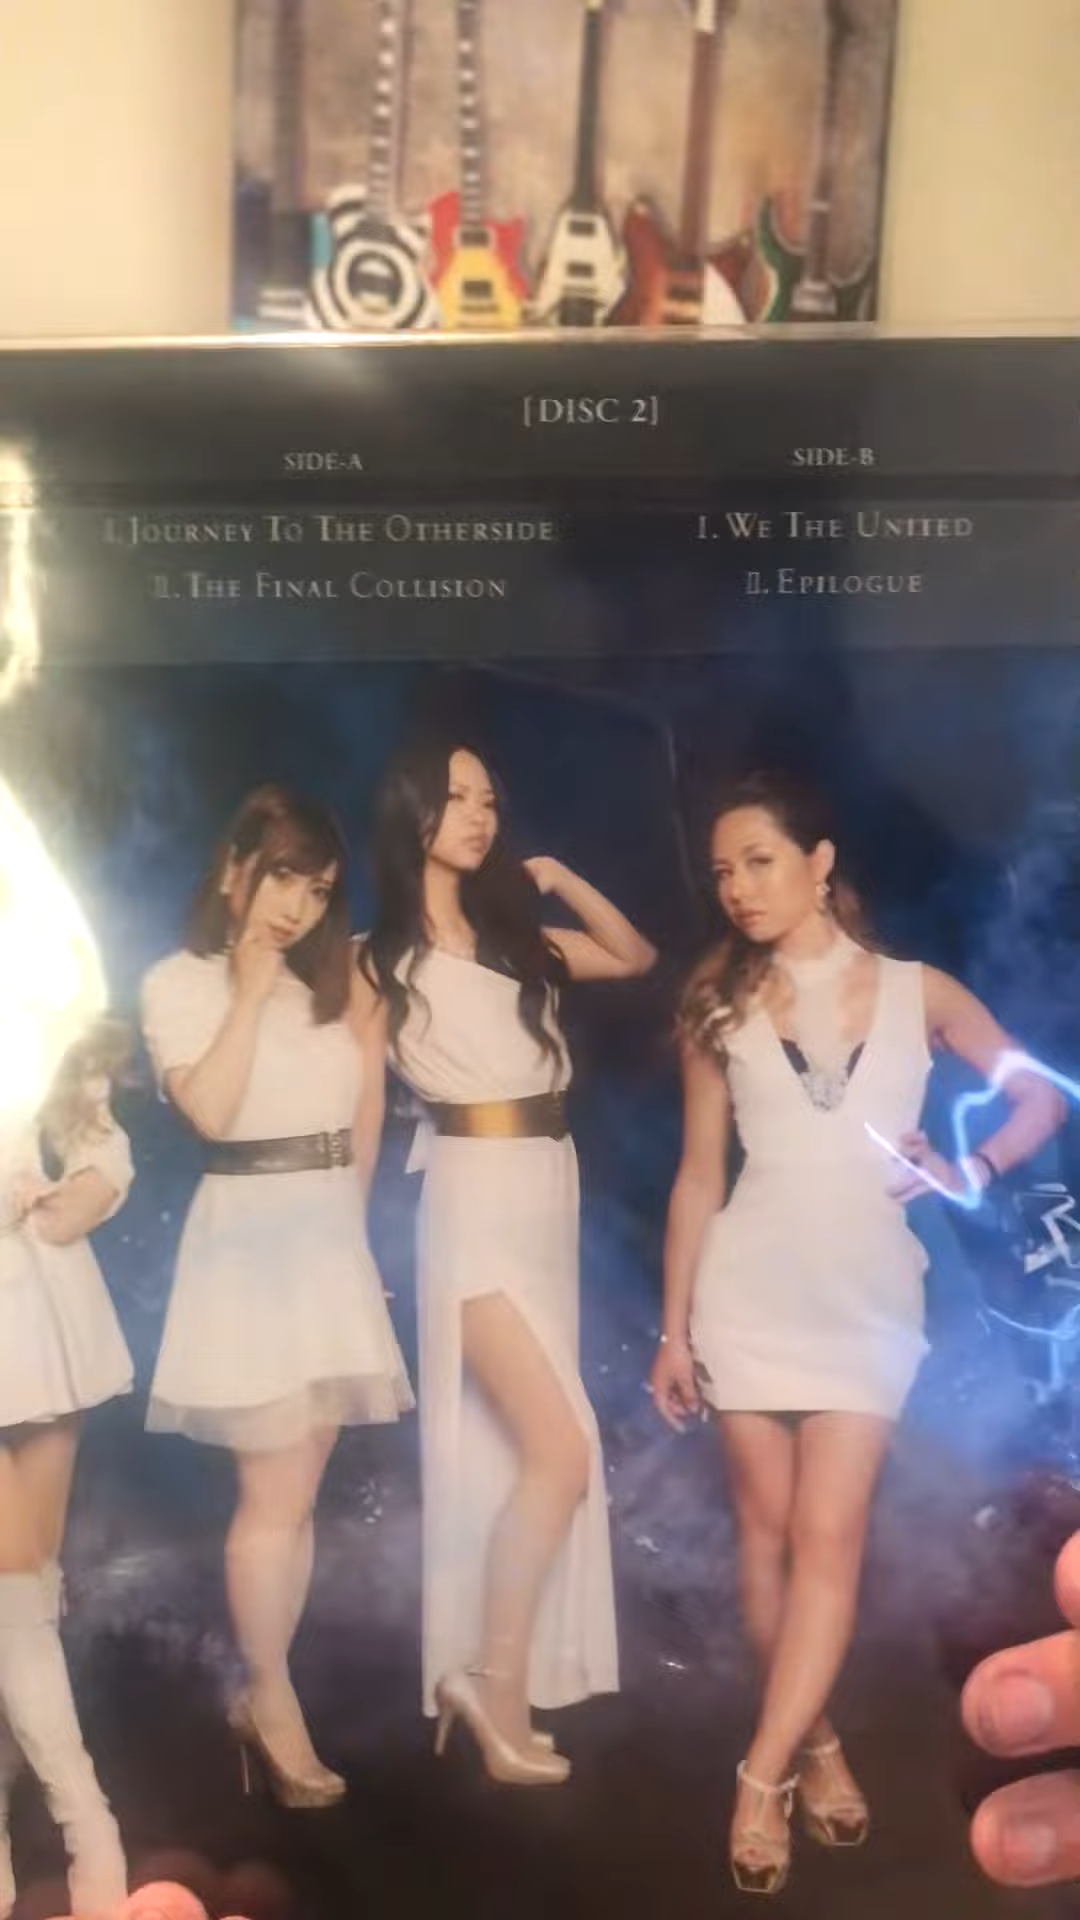 [DISC 2]
SIDE-A
SIDE-B
I. JOURNEY TO THE OTHERSIDE
I. WE THE UNITED
II. THE FINAL COLLISION
II. EPILOGUE